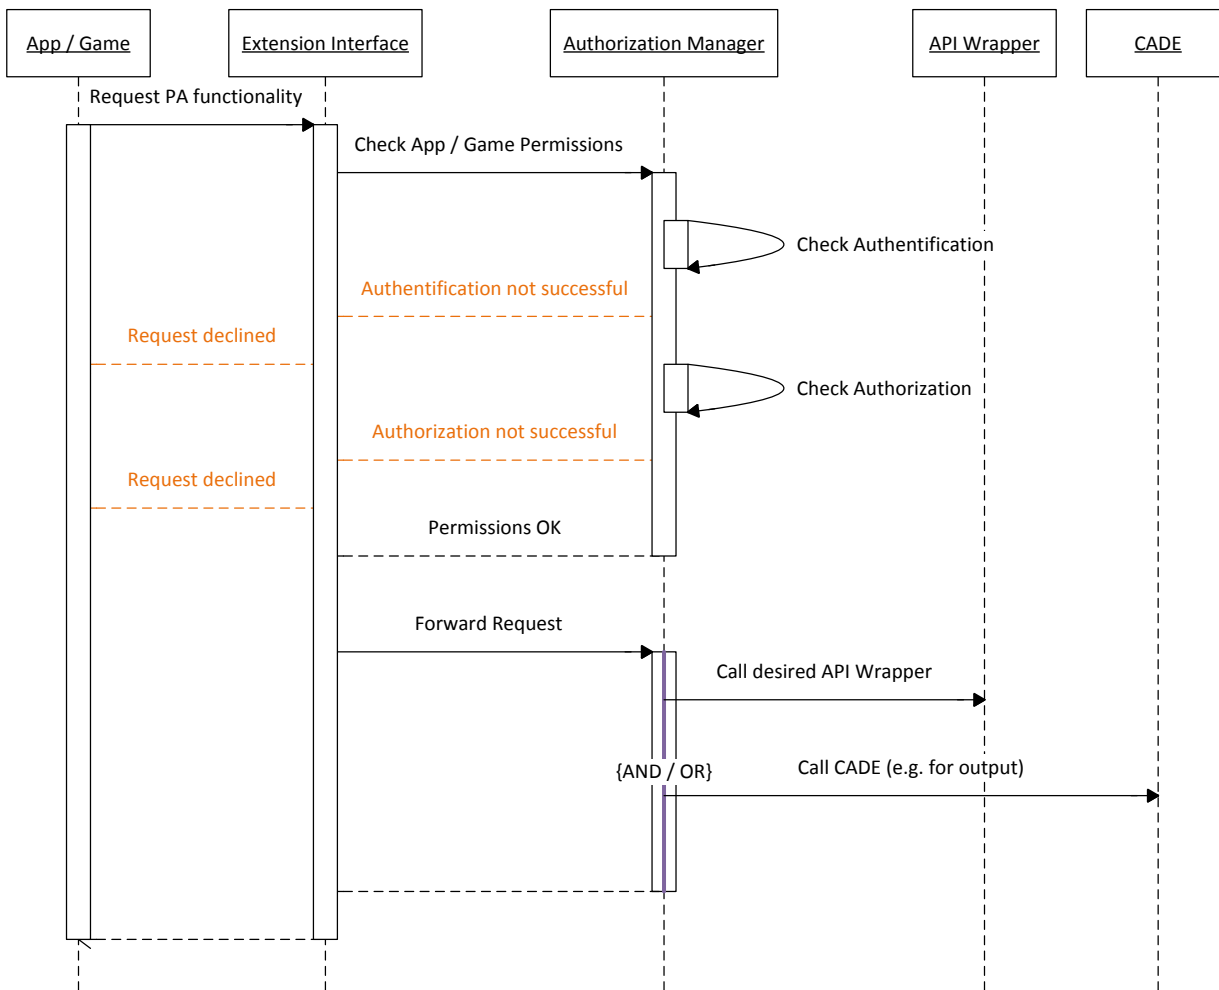 App / Game
Extension Interface
Authorization Manager
API Wrapper
CADE
Request PA functionality
Check App / Game Permissions
Check Authentification
Authentification not successful
Request declined
Check Authorization
Authorization not successful
Request declined
Permissions OK
Forward Request
Call desired API Wrapper
{AND / OR}
Call CADE (e.g. for output)